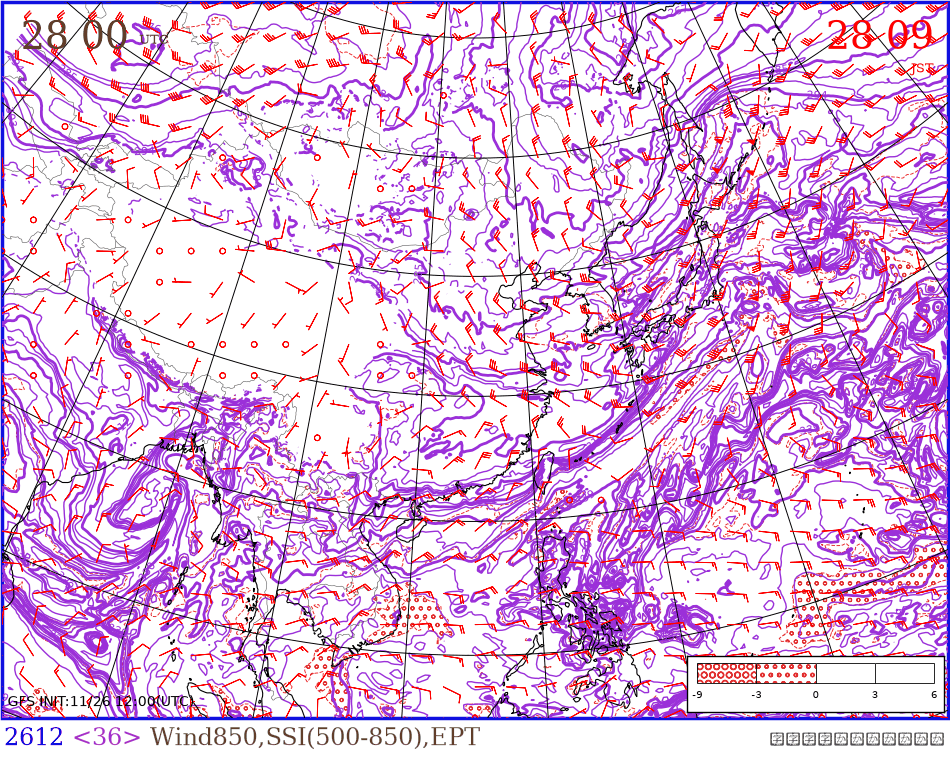 28 00 UTC
28 09
JST
GFS INIT:11/26 12:00(UTC)
-9 -3 0 3 6
2612 <36> Wind850,SSI(500-850),EPT